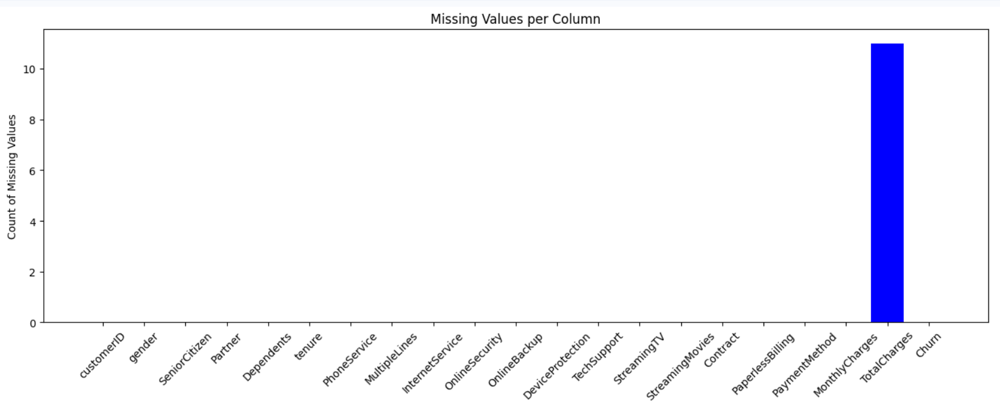 Missing Values per Column
Count of Missing Values
10
8
6
4
2
0
customerID
gender
SeniorCitizen
Partner
Dependents
tenure
PhoneService
MultipleLines
InternetService
OnlineSecurity
OnlineBackup
DeviceProtection
TechSupport
StreamingTV
StreamingMovies
Contract
PaperlessBilling
PaymentMethod
MonthlyCharges
TotalCharges
Churn